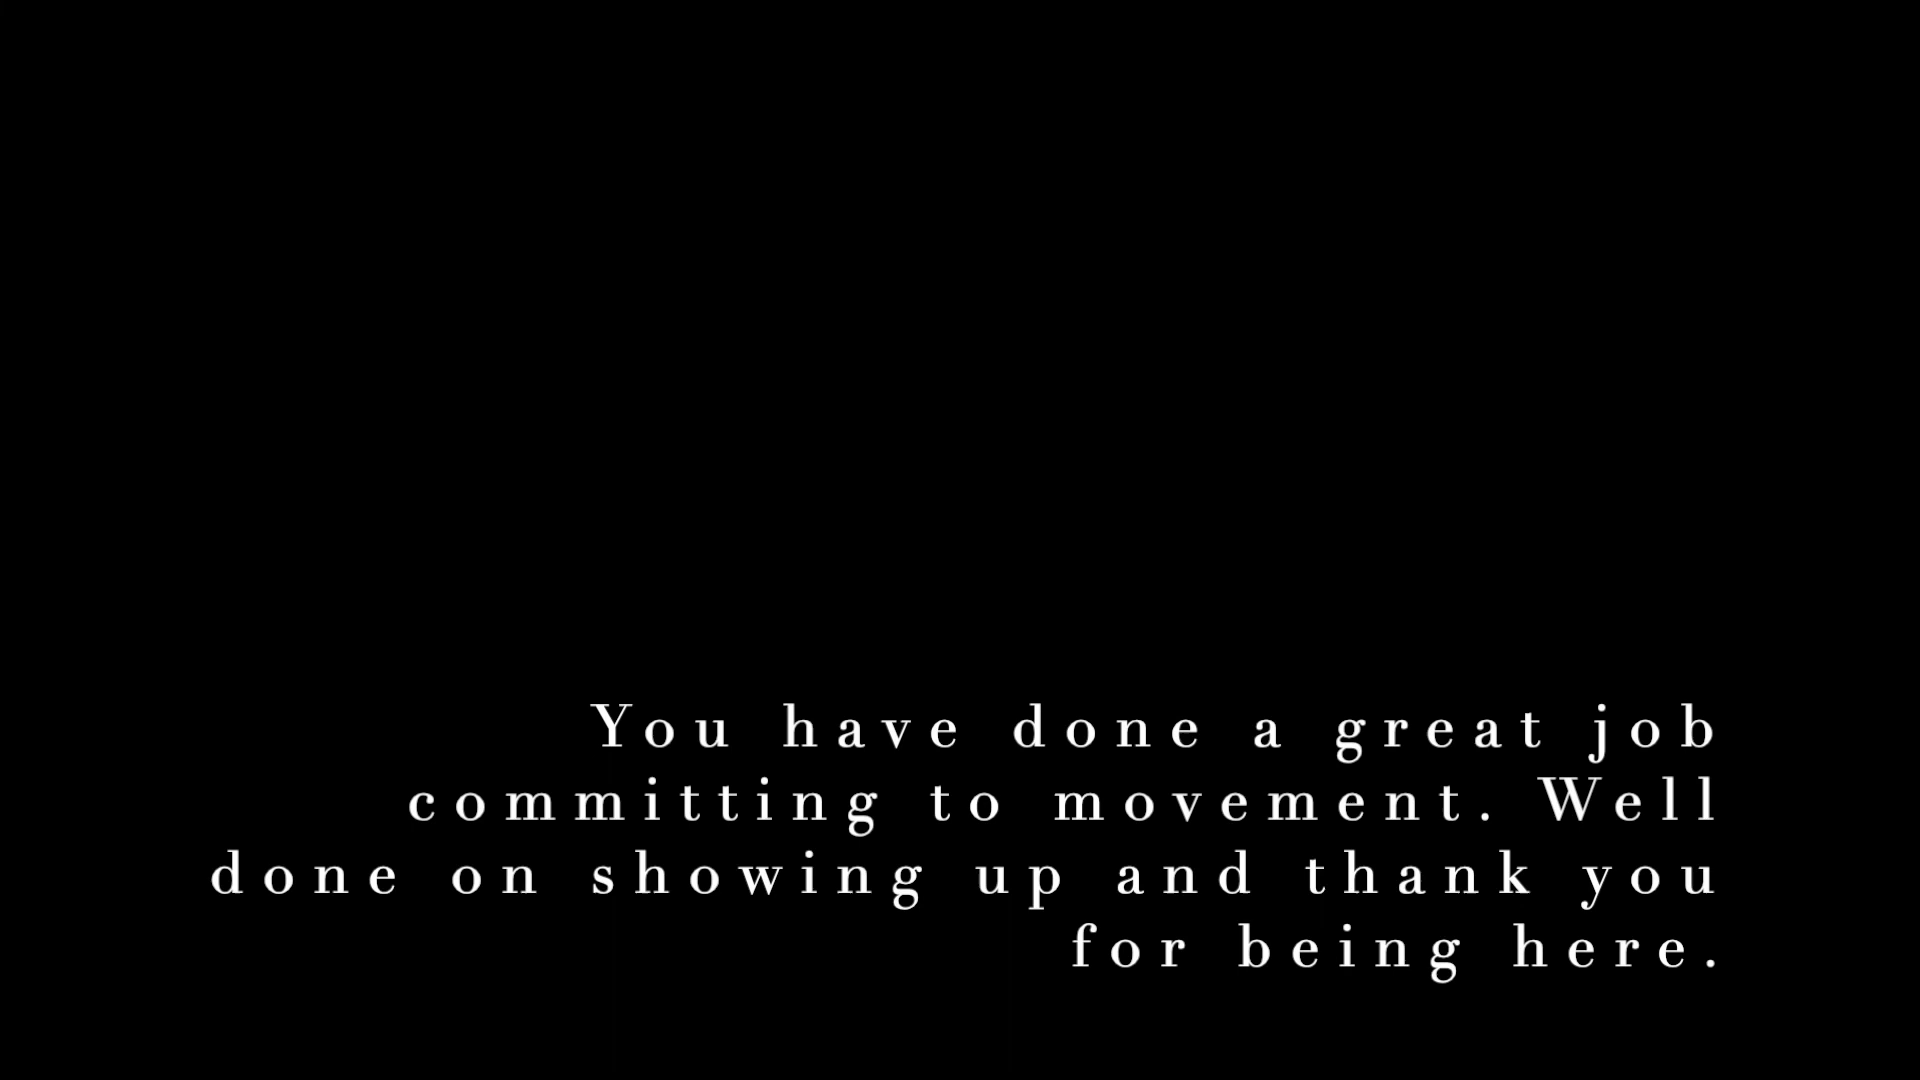 You have done a great job
committing to movement. Well
done on showing up and thank you
for being here.